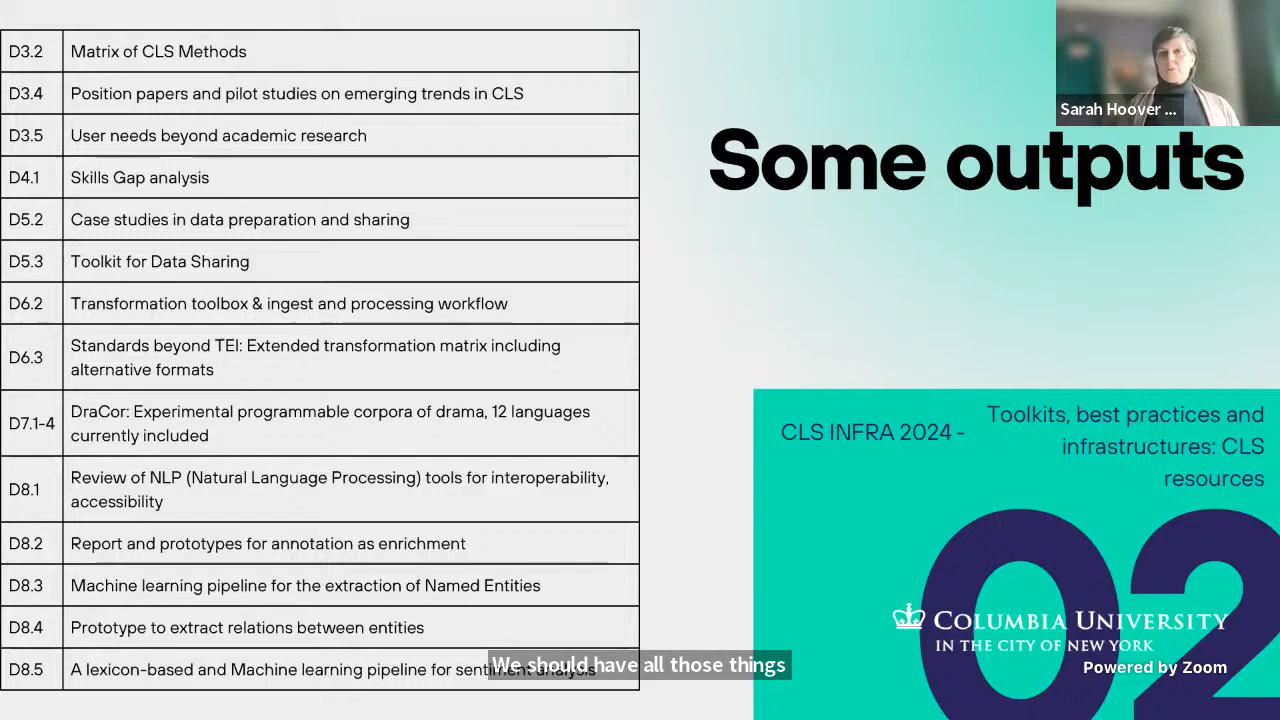 D3.2 Matrix of CLS Methods
D3.4 Position papers and pilot studies on emerging trends in CLS
D3.5 User needs beyond academic research
D4.1 Skills Gap analysis
D5.2 Case studies in data preparation and sharing
D5.3 Toolkit for Data Sharing
D6.2 Transformation toolbox & ingest and processing workflow
D6.3 Standards beyond TEI: Extended transformation matrix including
alternative formats
D7.1-4 DraCor: Experimental programmable corpora of drama, 12 languages
currently included
D8.1 Review of NLP (Natural Language Processing) tools for interoperability,
accessibility
D8.2 Report and prototypes for annotation as enrichment
D8.3 Machine learning pipeline for the extraction of Named Entities
D8.4 Prototype to extract relations between entities
D8.5 A lexicon-based and Machine learning pipeline for sentiment analysis
We should have all those things
Sarah Hoover ...
Some outputs
CLS INFRA 2024 -
Toolkits, best practices and
infrastructures: CLS
resources
02
COLUMBIA UNIVERSITY
IN THE CITY OF NEW YORK
Powered by Zoom